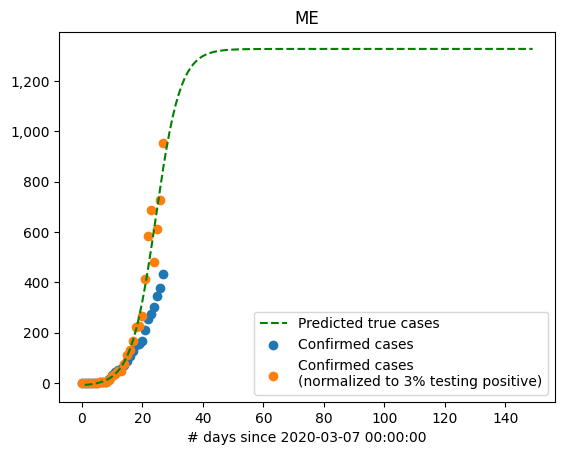 ME
1,200
1,000
800
600
400
200
0
Predicted true cases
Confirmed cases
Confirmed cases
(normalized to 3% testing positive)
0 20 40 60 80 100 120 140
# days since 2020-03-07 00:00:00